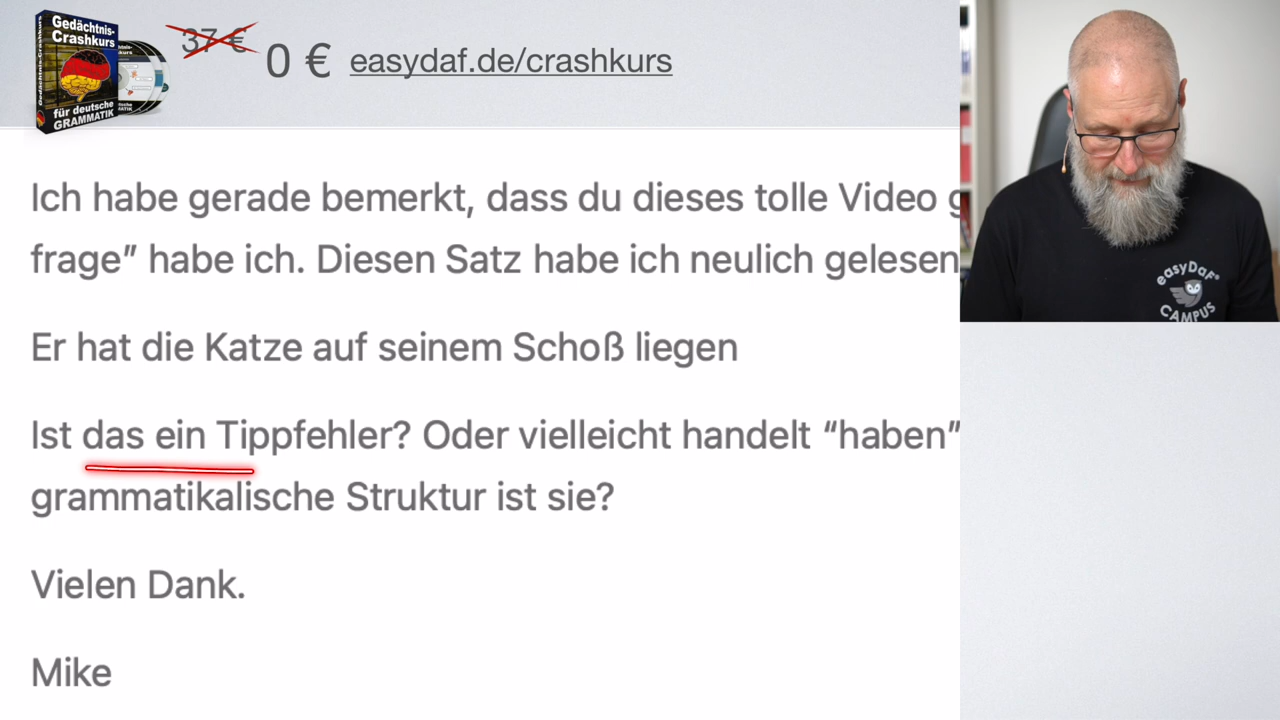 Gedächtnis-
Crashkurs
für deutsche
GRAMMATIK
37 €
0 €
easydaf.de/crashkurs
easyDaF®
CAMPUS
Ich habe gerade bemerkt, dass du dieses tolle Video
frage” habe ich. Diesen Satz habe ich neulich gelesen
Er hat die Katze auf seinem Schoß liegen
Ist das ein Tippfehler? Oder vielleicht handelt “haben”
grammatikalische Struktur ist sie?
Vielen Dank.
Mike